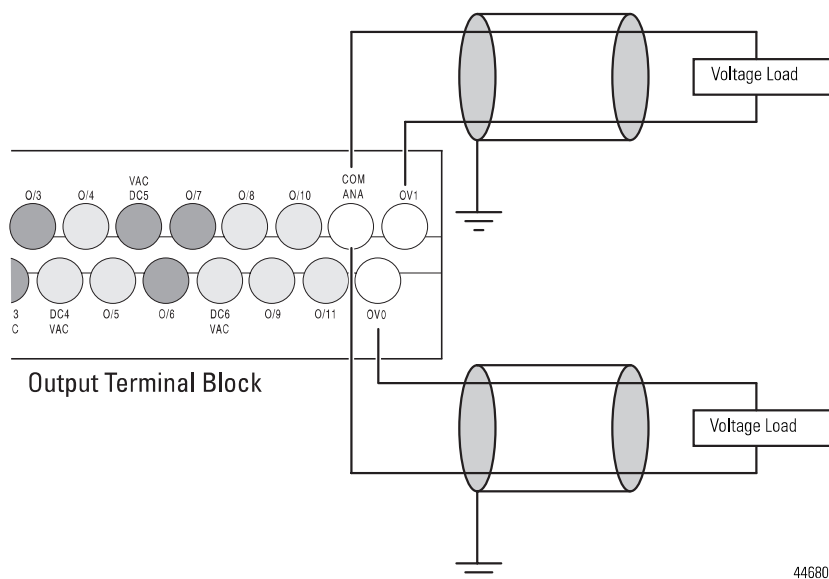 Voltage Load
VAC
DC5
COM
ANA
O/3 O/4 O/7 O/8 O/10 OV1
3
C
DC4
VAC
O/5 O/6
DC6
VAC
O/9 O/11 OV0
Output Terminal Block
Voltage Load
44680